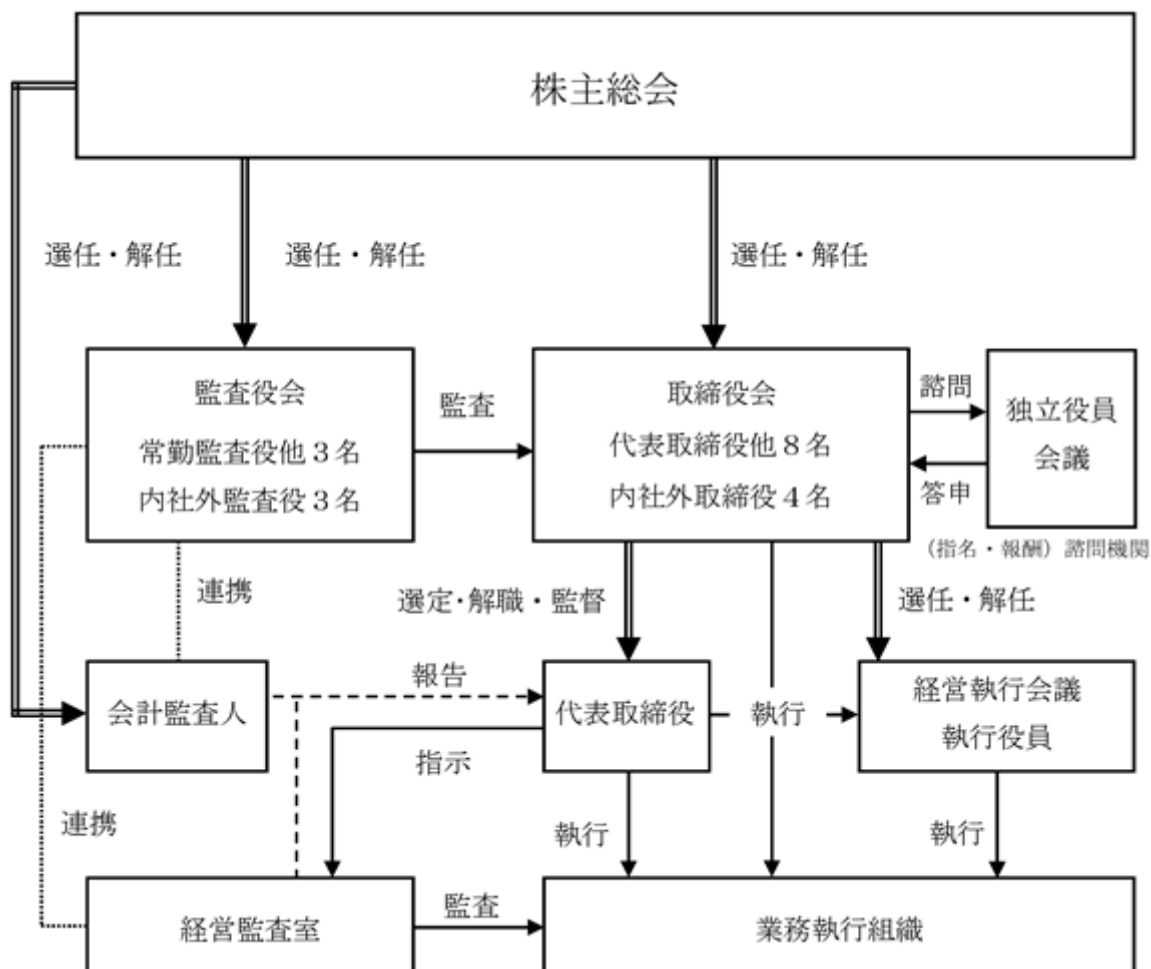 株主総会
選任・解任
選任・解任
選任・解任
監査役会
常勤監査役他3名
内社外監査役3名
監査
取締役会
代表取締役他8名
内社外取締役4名
諮問
答申
独立役員
会議
(指名・報酬)諮問機関
連携
選定・解職・監督
選任・解任
会計監査人
報告
代表取締役
執行
経営執行会議
執行役員
指示
連携
執行
執行
経営監査室
監査
業務執行組織